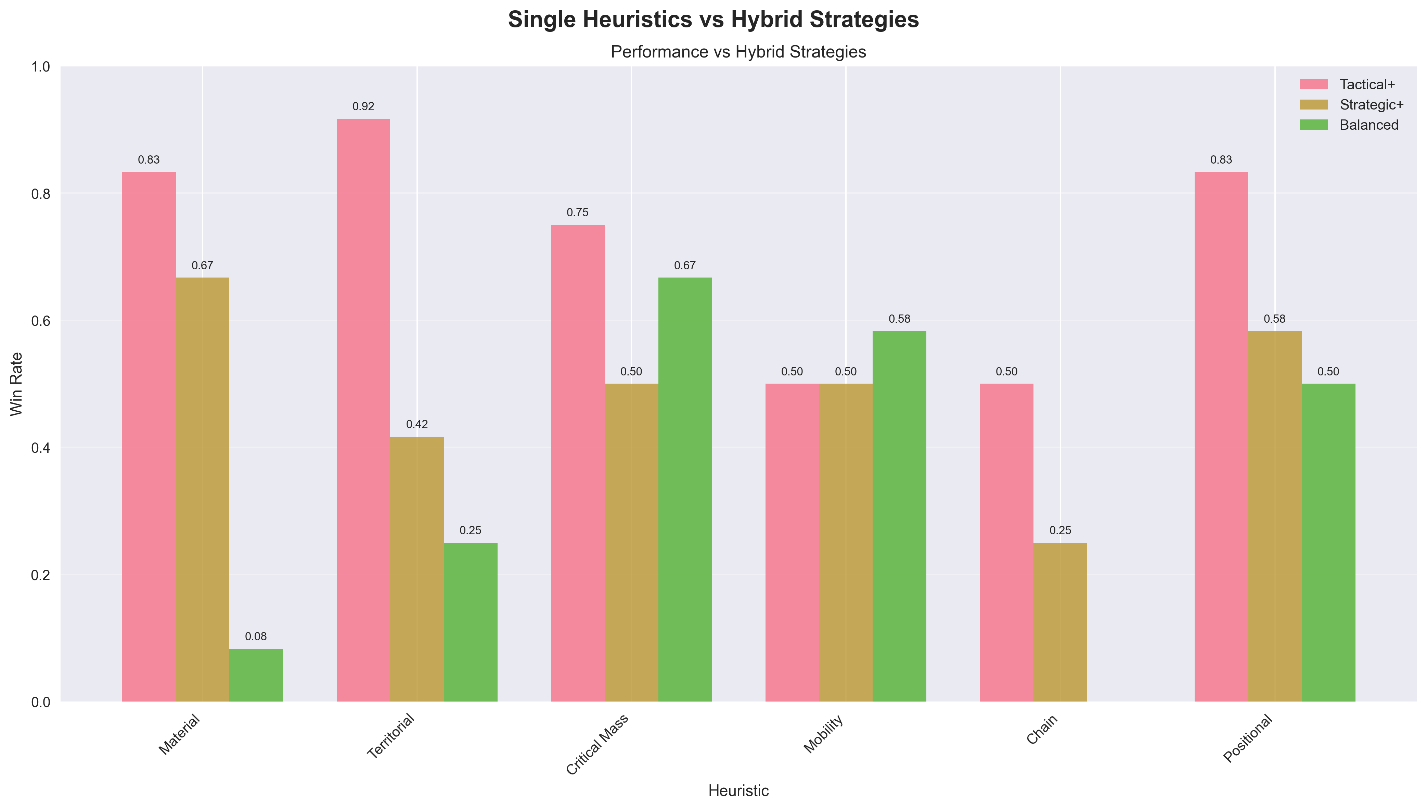 Single Heuristics vs Hybrid Strategies
Performance vs Hybrid Strategies
Tactical+
Strategic+
Balanced
Win Rate
1.0
0.8
0.6
0.4
0.2
0.0
0.83
0.67
0.08
0.92
0.42
0.25
0.75
0.50
0.67
0.50
0.50
0.58
0.50
0.25
0.83
0.58
0.50
Material
Territorial
Critical Mass
Mobility
Chain
Positional
Heuristic